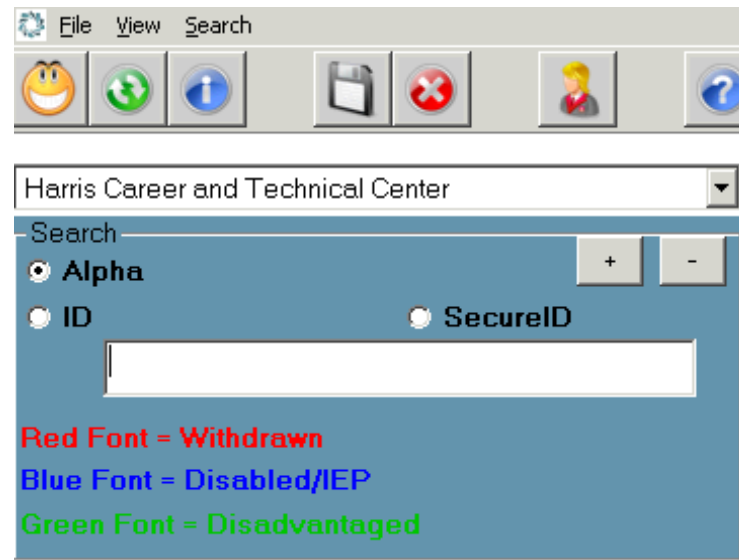 File View Search
Harris Career and Technical Center
Search
Alpha
+ -
ID SecureID
Red Font = Withdrawn
Blue Font = Disabled/IEP
Green Font = Disadvantaged